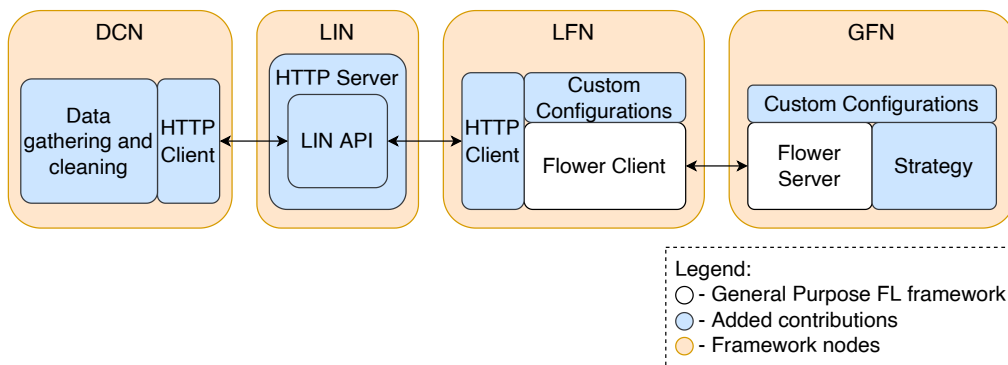 DCN
Data
gathering and
cleaning
HTTP
Client
LIN
HTTP Server
LIN API
LFN
HTTP
Client
Custom
Configurations
Flower Client
GFN
Custom Configurations
Flower
Server
Strategy
Legend:
- General Purpose FL framework
- Added contributions
- Framework nodes